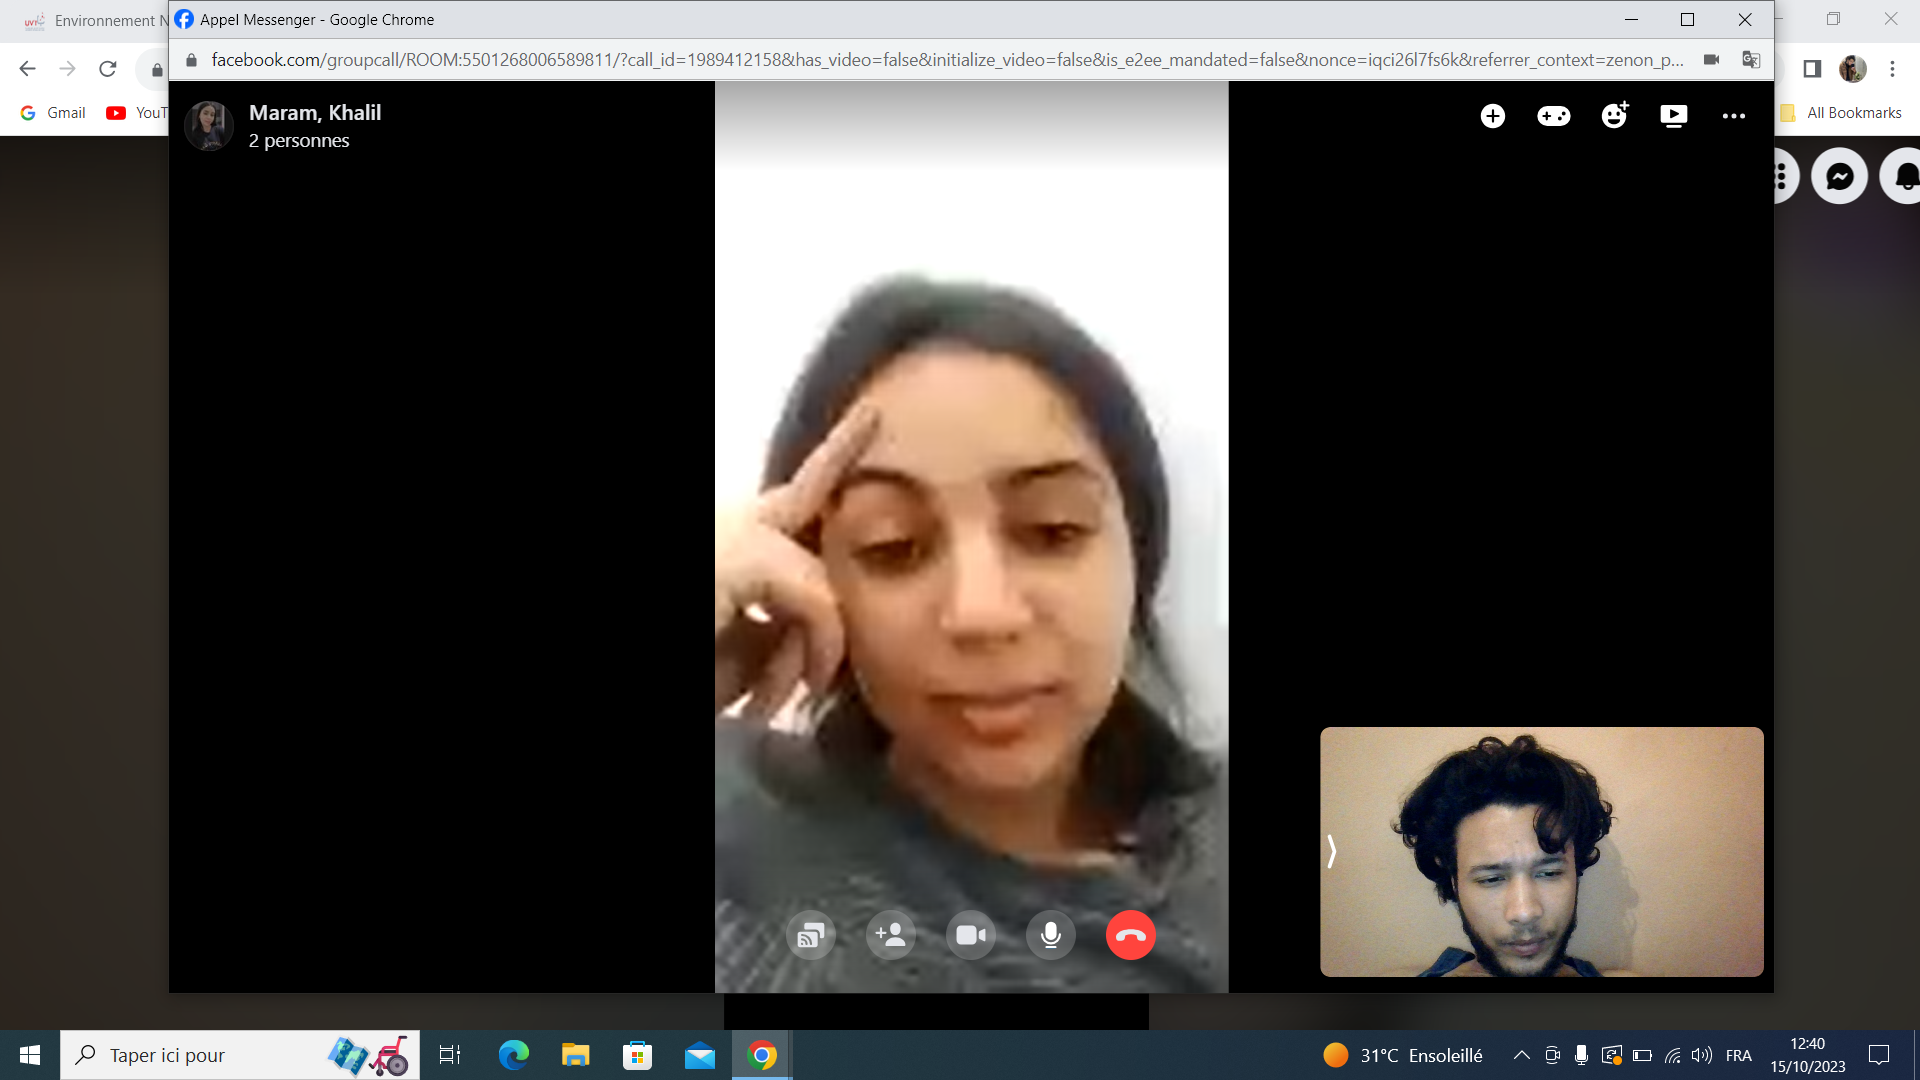 Environnement N
Appel Messenger - Google Chrome
facebook.com/groupcall/ROOM:5501268006589811/?call_id=1989412158&has_video=false&initialize_video=false&is_e2ee_mandated=false&nonce=iqci26l7fs6k&referrer_context=zenon_p...
Gmail
YouT
All Bookmarks
Maram, Khalil
2 personnes
Taper ici pour
31°C Ensoleillé
FRA
12:40
15/10/2023